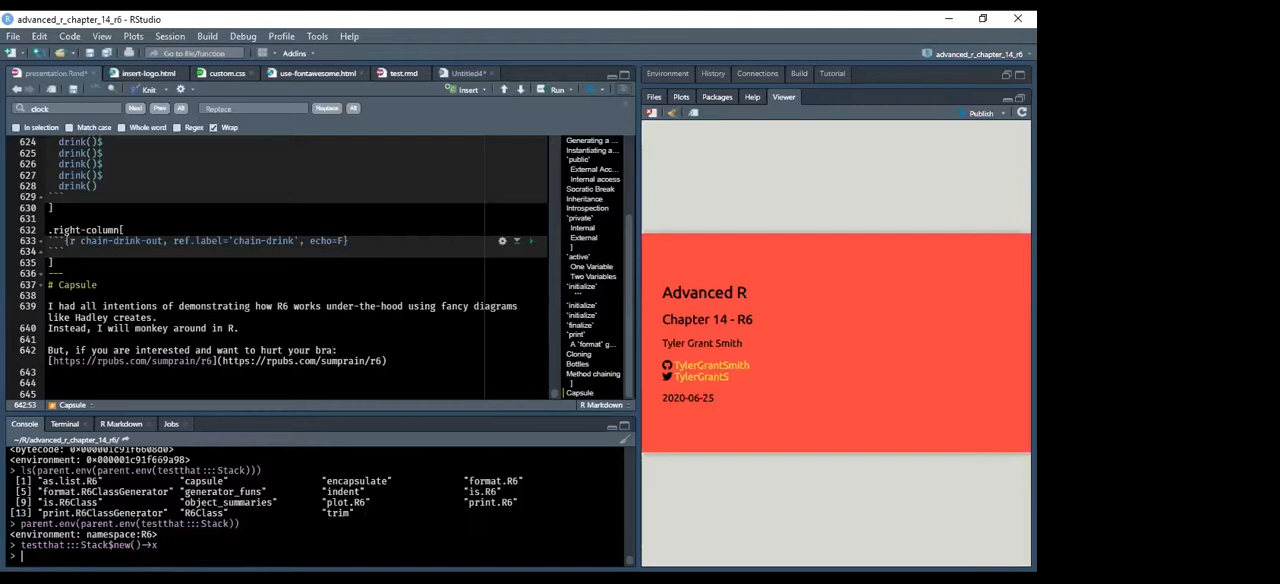 advanced_r_chapter_14_r6 - RStudio
File Edit Code View Plots Session Build Debug Profile Tools Help
Go to file/function Addins advanced_r_chapter_14_r6
presentation.Rmd* insert-logo.html custom.css use-fontawesome.html test.rmd Untitled4*
Knit Insert Run
clock Next Prev All Replace Replace All
In selection Match case Whole word Regex Wrap
624 drink()$
625 drink()$
626 drink()$
627 drink()$
628 drink()
629 ```
630 ]
631
632 .right-column[
633 ```{r chain-drink-out, ref.label='chain-drink', echo=F}
634 ```
635 ]
636 ---
637 # Capsule
638
639 I had all intentions of demonstrating how R6 works under-the-hood using fancy diagrams
like Hadley creates.
640 Instead, I will monkey around in R.
641
642 But, if you are interested and want to hurt your bra:
[https://rpubs.com/sumprain/r6](https://rpubs.com/sumprain/r6)
643
644
645
642:53 Capsule R Markdown
Generating a ...
Instantiating a...
'public'
External Acc...
Internal access
Socratic Break
Inheritance
Introspection
'private'
Internal
External
]
'active'
One Variable
Two Variables
'initialize'
```
'initialize'
'initialize'
'finalize'
'print'
A 'format' g...
Cloning
Bottles
Method chaining
]
Capsule
Console Terminal R Markdown Jobs
~/R/advanced_r_chapter_14_r6/
<bytecode: 0x000001c91f6608d0>
<environment: 0x000001c91f669a98>
> ls(parent.env(parent.env(testthat:::Stack)))
[1] "as.list.R6" "capsule" "encapsulate" "format.R6"
[5] "format.R6ClassGenerator" "generator_funs" "indent" "is.R6"
[9] "is.R6Class" "object_summaries" "plot.R6" "print.R6"
[13] "print.R6ClassGenerator" "R6Class" "trim"
> parent.env(parent.env(testthat:::Stack))
<environment: namespace:R6>
> testthat:::Stack$new()->x
>
Environment History Connections Build Tutorial
Files Plots Packages Help Viewer
Publish
Advanced R
Chapter 14 - R6
Tyler Grant Smith
TylerGrantSmith
TylerGrantS
2020-06-25